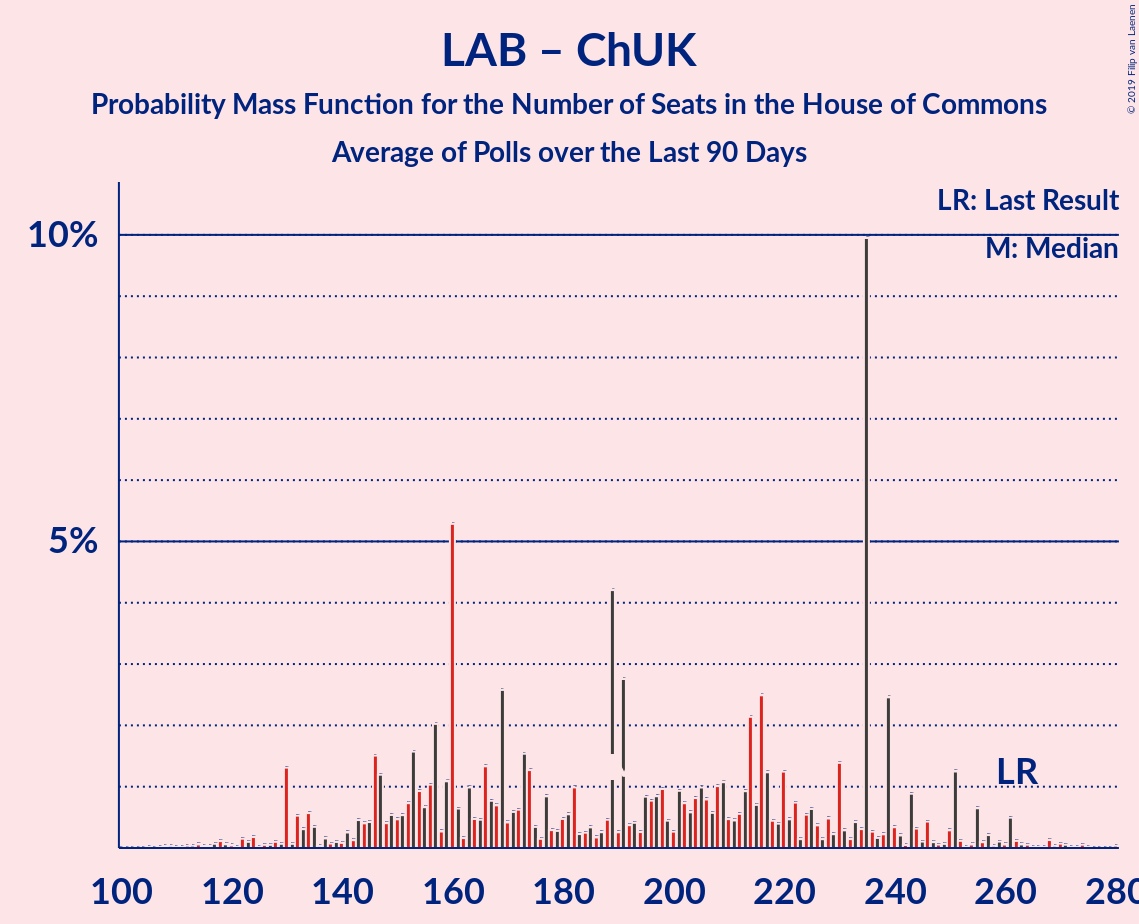 LAB – ChUK
Probability Mass Function for the Number of Seats in the House of Commons
Average of Polls over the Last 90 Days
© 2019 Filip van Laenen
LR: Last Result
M: Median
10%
5%
LR
100 120 140 160 180 200 220 240 260 280